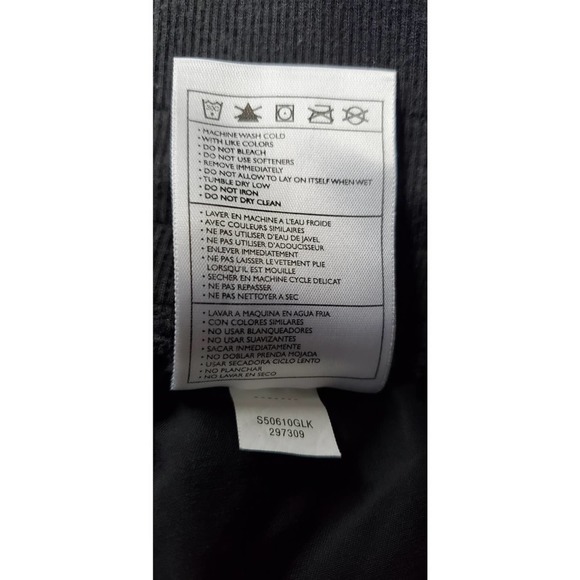 • MACHINE WASH COLD
• WITH LIKE COLORS
• DO NOT BLEACH
• DO NOT USE SOFTENERS
• REMOVE IMMEDIATELY
• DO NOT ALLOW TO LAY ON ITSELF WHEN WET
• TUMBLE DRY LOW
• DO NOT IRON
• DO NOT DRY CLEAN
• LAVER EN MACHINE A L'EAU FROIDE
• AVEC COULEURS SIMILAIRES
• NE PAS UTILISER D'EAU DE JAVEL
• NE PAS UTILISER D'ADOUCISSEUR
• ENLEVER IMMEDIATEMENT
• NE PAS LAISSER LE VETEMENT PLIE
LORSQU'IL EST MOUILLE
• SECHER EN MACHINE CYCLE DELICAT
• NE PAS REPASSER
• NE PAS NETTOYER A SEC
• LAVAR A MAQUINA EN AGUA FRIA
• CON COLORES SIMILARES
• NO USAR BLANQUEADORES
• NO USAR SUAVIZANTES
• SACAR INMEDIATAMENTE
• NO DOBLAR PRENDA MOJADA
• USAR SECADORA CICLO LENTO
• NO PLANCHAR
• NO LAVAR EN SECO
S50610GLK
297309